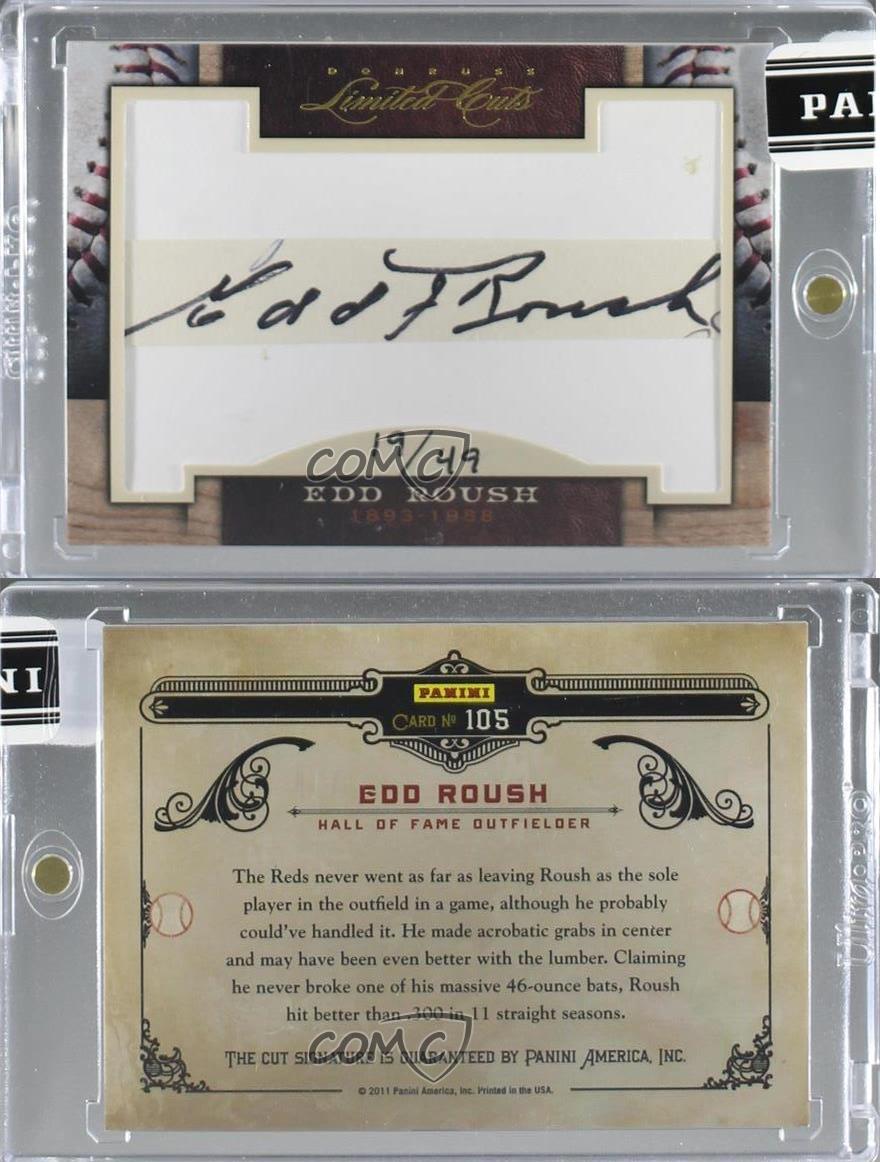 DONRUSS
Limited Cuts
PA
Edd J Roush
19/49
COMC
EDD ROUSH
1893-1988
NI
PANINI
CARD Nº 105
EDD ROUSH
HALL OF FAME OUTFIELDER
The Reds never went as far as leaving Roush as the sole
player in the outfield in a game, although he probably
could've handled it. He made acrobatic grabs in center
and may have been even better with the lumber. Claiming
he never broke one of his massive 46-ounce bats, Roush
hit better than .300 in 11 straight seasons.
COMC
THE CUT SIGNATURE IS GUARANTEED BY PANINI AMERICA, INC.
© 2011 Panini America, Inc. Printed in the USA.